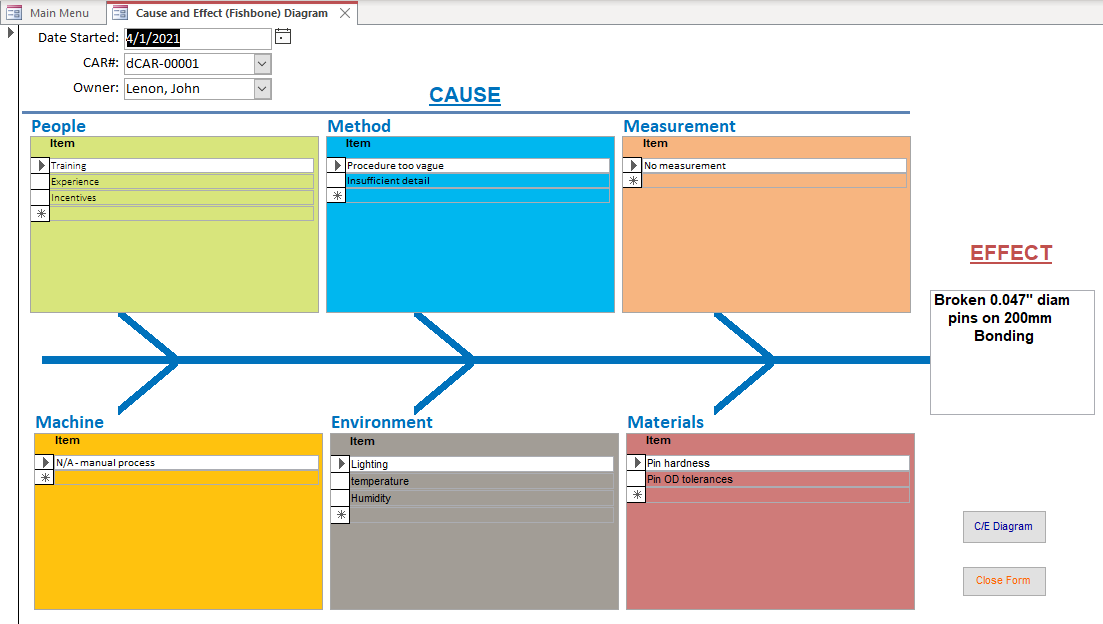 Main Menu
Cause and Effect (Fishbone) Diagram
Date Started: 4/1/2021
CAR#: dCAR-00001
Owner: Lenon, John
CAUSE
People
Item
Training
Experience
Incentives
Method
Item
Procedure too vague
Insufficient detail
Measurement
Item
No measurement
EFFECT
Broken 0.047" diam
pins on 200mm
Bonding
Machine
Item
N/A - manual process
Environment
Item
Lighting
temperature
Humidity
Materials
Item
Pin hardness
Pin OD tolerances
C/E Diagram
Close Form